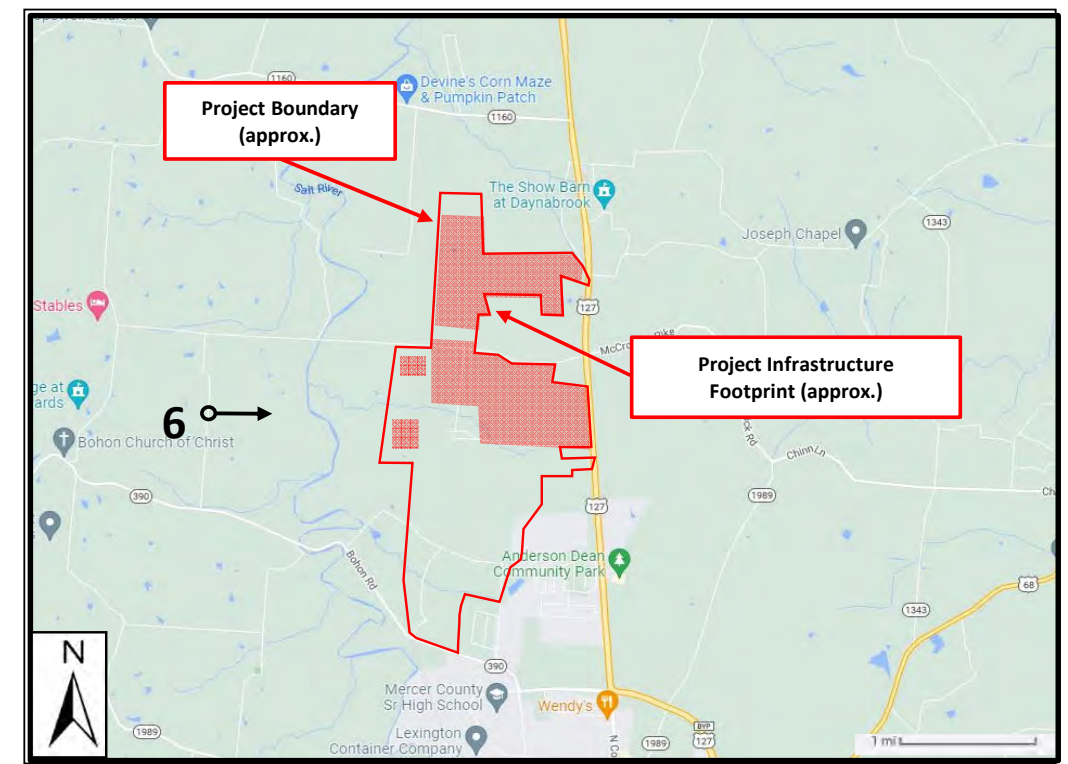 1160
Devine's Corn Maze
& Pumpkin Patch
Project Boundary
(approx.)
1160
Salt River
The Show Barn
at Daynabrook
Joseph Chapel
1343
Stables
127
Project Infrastructure
Footprint (approx.)
6
Bohon Church of Christ
Chinn Ln
390
1989
127
Bohon Rd
Anderson Dean
Community Park
68
1343
N
390
Mercer County
Sr High School
Wendy's
1989
Lexington
Container Company
N Co
1989
BYP
127
1 mi